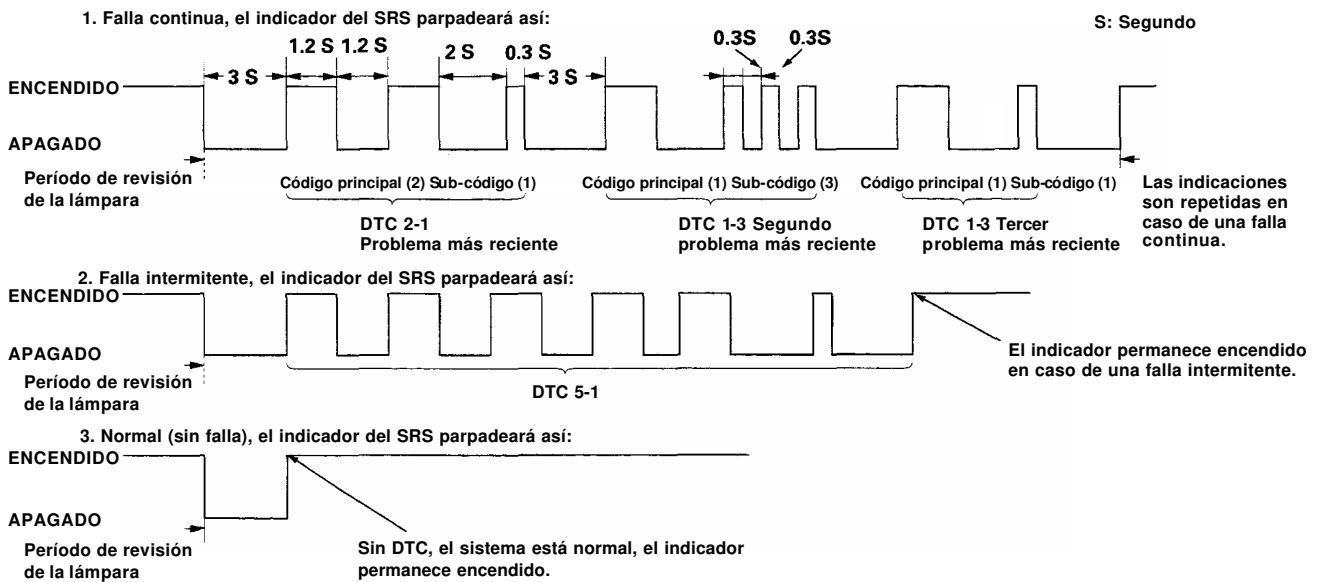 1. Falla continua, el indicador del SRS parpadeará así:
S: Segundo
1.2 S 1.2 S
2 S
0.3 S
0.3S
0.3S
3 S
3 S
ENCENDIDO
APAGADO
Período de revisión
de la lámpara
Código principal (2) Sub-código (1)
DTC 2-1
Problema más reciente
Código principal (1) Sub-código (3)
DTC 1-3 Segundo
problema más reciente
Código principal (1) Sub-código (1)
DTC 1-3 Tercer
problema más reciente
Las indicaciones
son repetidas en
caso de una falla
continua.
2. Falla intermitente, el indicador del SRS parpadeará así:
ENCENDIDO
APAGADO
Período de revisión
de la lámpara
DTC 5-1
El indicador permanece encendido
en caso de una falla intermitente.
3. Normal (sin falla), el indicador del SRS parpadeará así:
ENCENDIDO
APAGADO
Período de revisión
de la lámpara
Sin DTC, el sistema está normal, el indicador
permanece encendido.